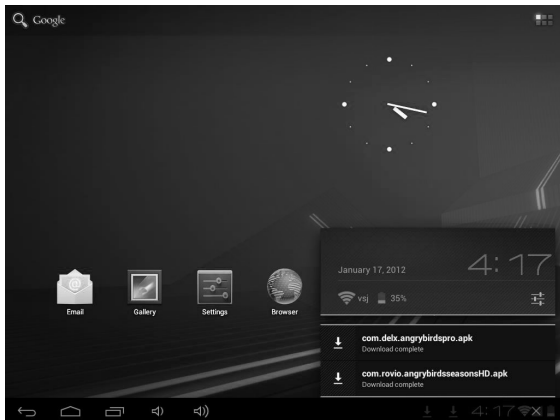 Google
January 17, 2012
4:17
vsj 35%
Email
Gallery
Settings
Browser
com.delx.angrybirdspro.apk
Download complete
com.rovio.angrybirdsseasonsHD.apk
Download complete
4:17